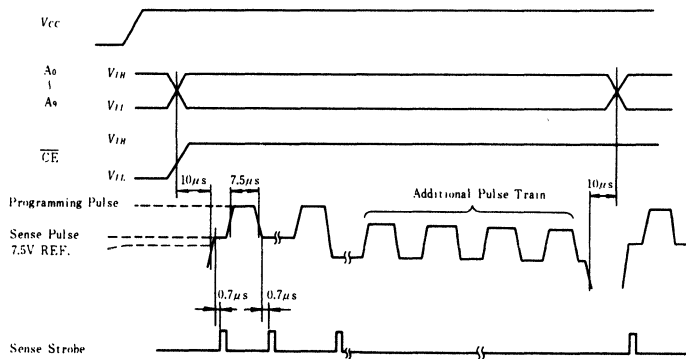 Vcc
A0 VIH
≀
A9 VIl
VIH
CE
VIL
10μs 7.5μs 10μs
Programming Pulse Additional Pulse Train
Sense Pulse
7.5V REF.
0.7μs 0.7μs
Sense Strobe